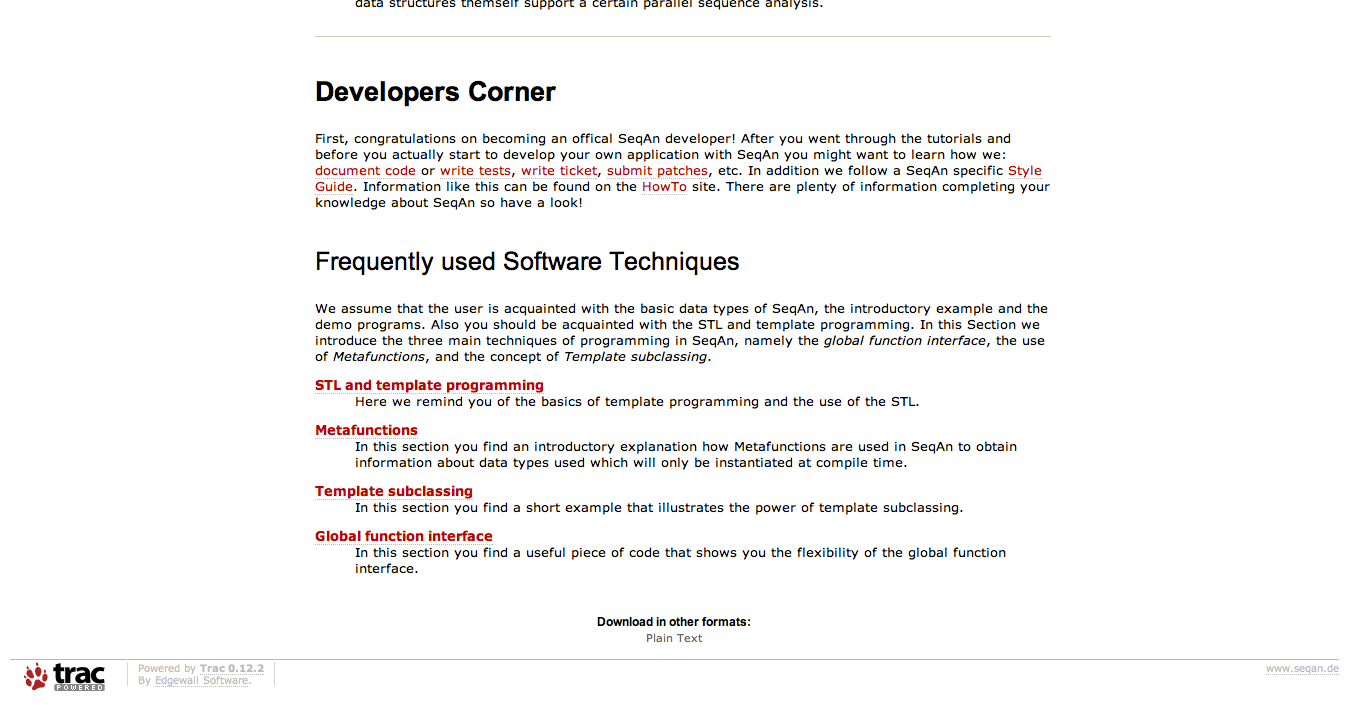 data structures themself support a certain parallel sequence analysis.
Developers Corner
First, congratulations on becoming an offical SeqAn developer! After you went through the tutorials and
before you actually start to develop your own application with SeqAn you might want to learn how we:
document code or write tests, write ticket, submit patches, etc. In addition we follow a SeqAn specific Style
Guide. Information like this can be found on the HowTo site. There are plenty of information completing your
knowledge about SeqAn so have a look!
Frequently used Software Techniques
We assume that the user is acquainted with the basic data types of SeqAn, the introductory example and the
demo programs. Also you should be acquainted with the STL and template programming. In this Section we
introduce the three main techniques of programming in SeqAn, namely the global function interface, the use
of Metafunctions, and the concept of Template subclassing.
STL and template programming
Here we remind you of the basics of template programming and the use of the STL.
Metafunctions
In this section you find an introductory explanation how Metafunctions are used in SeqAn to obtain
information about data types used which will only be instantiated at compile time.
Template subclassing
In this section you find a short example that illustrates the power of template subclassing.
Global function interface
In this section you find a useful piece of code that shows you the flexibility of the global function
interface.
Download in other formats:
Plain Text
trac
POWERED
Powered by Trac 0.12.2
By Edgewall Software.
www.seqan.de